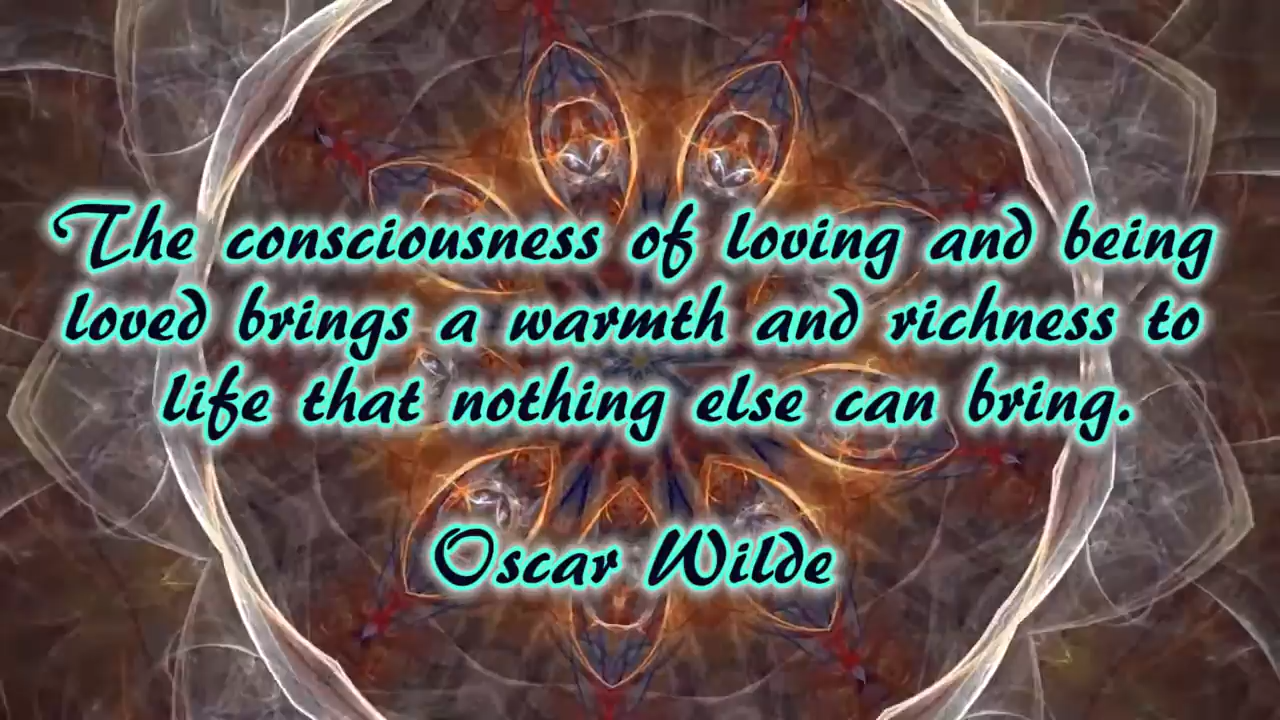 The consciousness of loving and being
loved brings a warmth and richness to
life that nothing else can bring.
Oscar Wilde